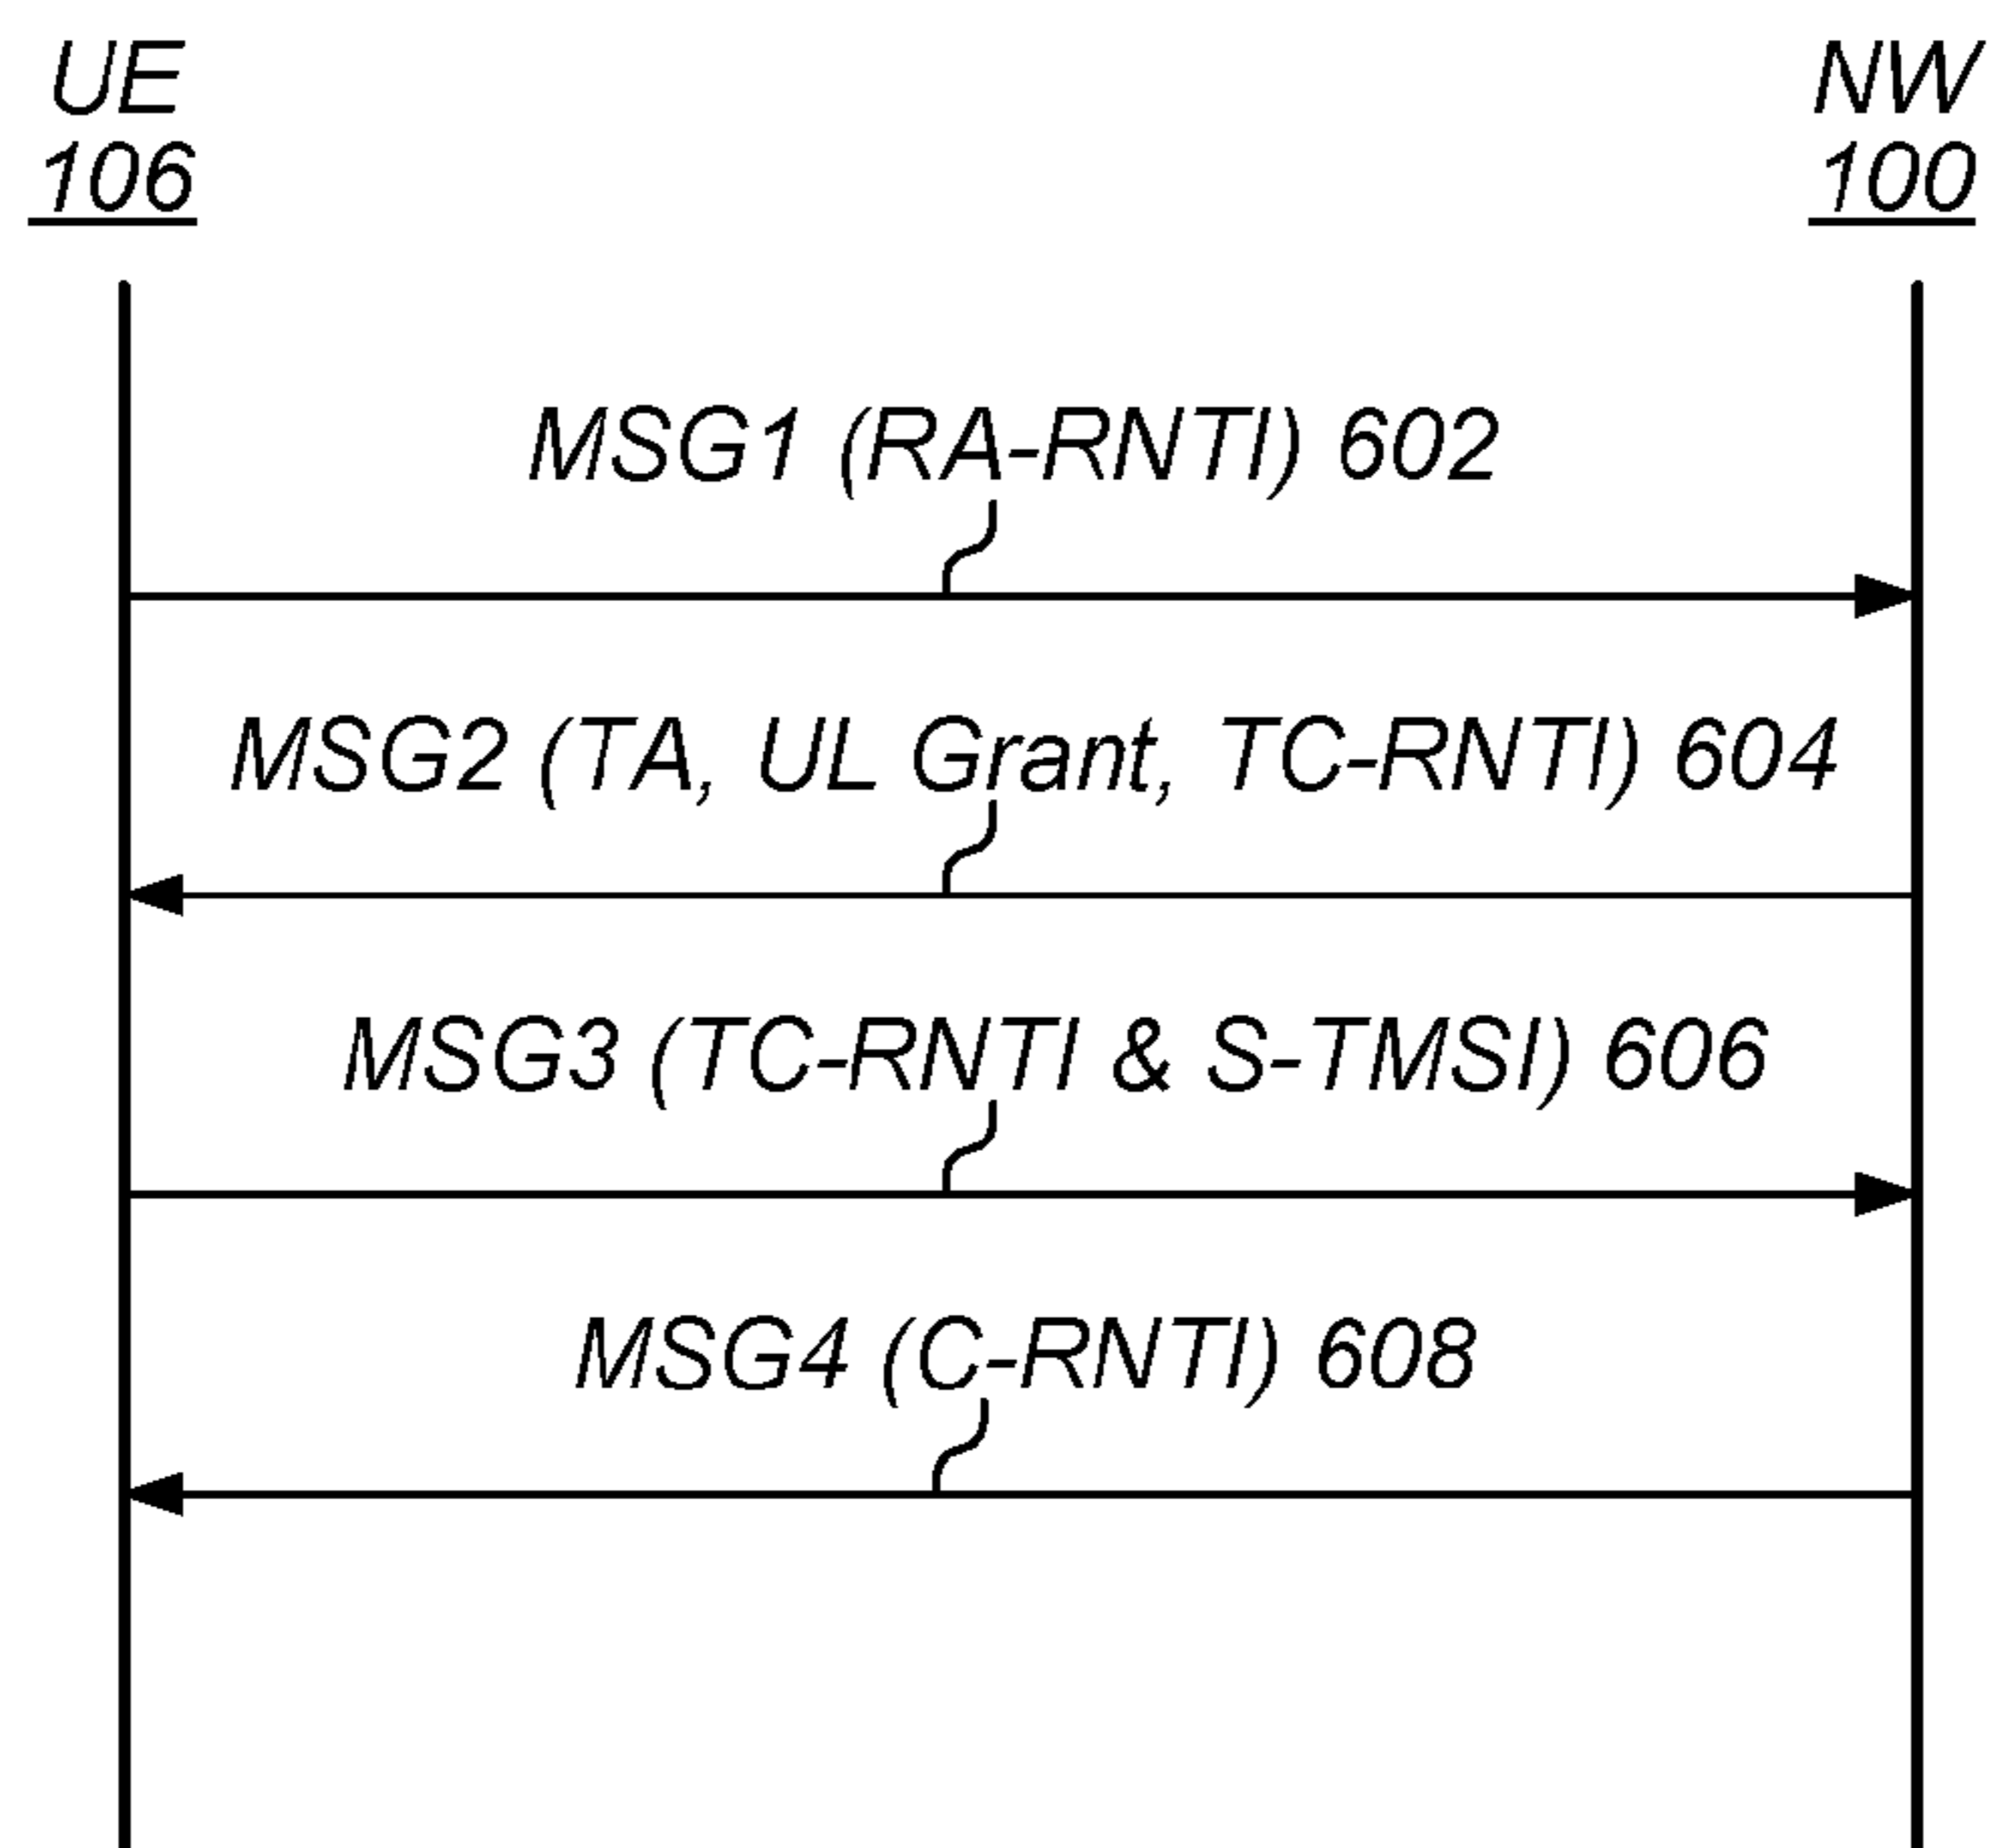 UE
106
NW
100
MSG1 (RA-RNTI) 602
MSG2 (TA, UL Grant, TC-RNTI) 604
MSG3 (TC-RNTI & S-TMSI) 606
MSG4 (C-RNTI) 608